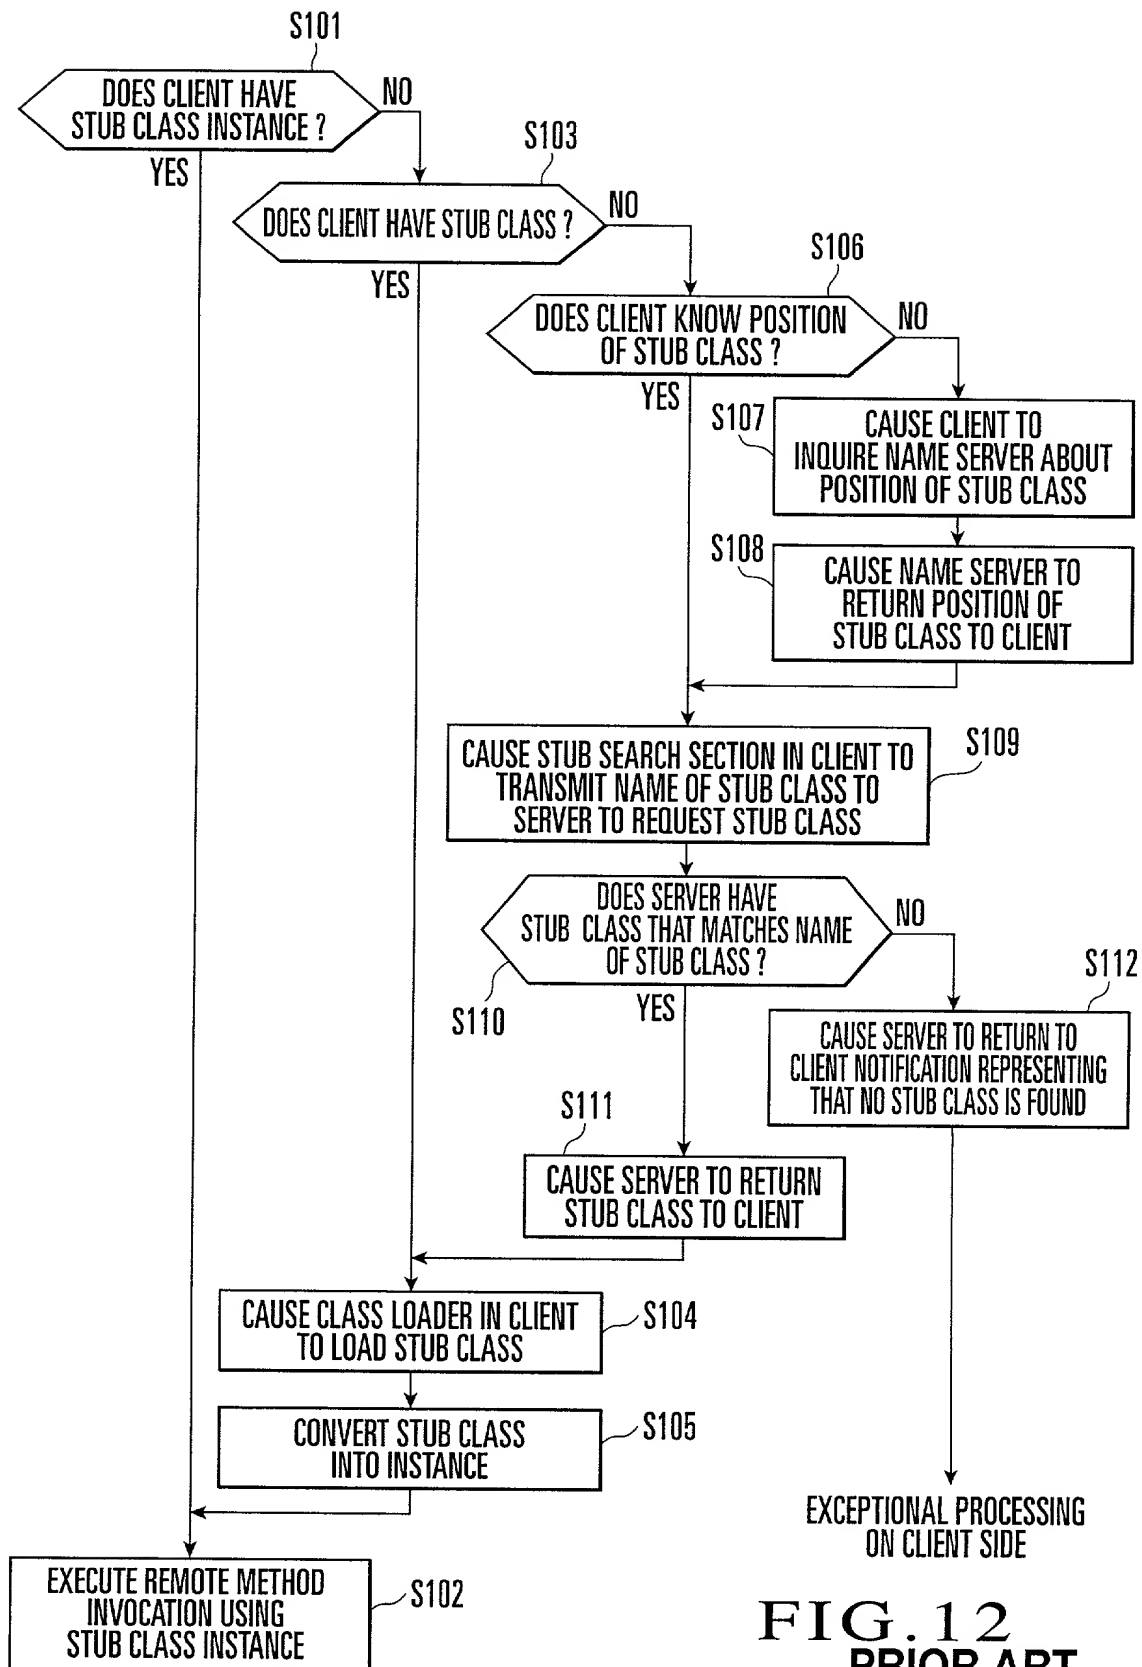 S101
DOES CLIENT HAVE
STUB CLASS INSTANCE ?
NO
YES
S103
DOES CLIENT HAVE STUB CLASS ?
NO
YES
S106
DOES CLIENT KNOW POSITION
OF STUB CLASS ?
NO
YES
S107
CAUSE CLIENT TO
INQUIRE NAME SERVER ABOUT
POSITION OF STUB CLASS
S108
CAUSE NAME SERVER TO
RETURN POSITION OF
STUB CLASS TO CLIENT
S109
CAUSE STUB SEARCH SECTION IN CLIENT TO
TRANSMIT NAME OF STUB CLASS TO
SERVER TO REQUEST STUB CLASS
DOES SERVER HAVE
STUB CLASS THAT MATCHES NAME
OF STUB CLASS ?
NO
S110
YES
S112
CAUSE SERVER TO RETURN TO
CLIENT NOTIFICATION REPRESENTING
THAT NO STUB CLASS IS FOUND
S111
CAUSE SERVER TO RETURN
STUB CLASS TO CLIENT
CAUSE CLASS LOADER IN CLIENT
TO LOAD STUB CLASS
S104
CONVERT STUB CLASS
INTO INSTANCE
S105
EXCEPTIONAL PROCESSING
ON CLIENT SIDE
EXECUTE REMOTE METHOD
INVOCATION USING
STUB CLASS INSTANCE
S102
FIG.12
PRIOR ART